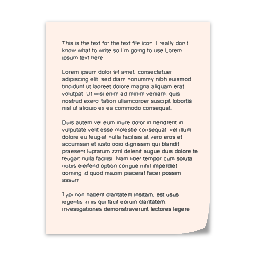 This is the text for the text file icon. I really don't
know what to write so I'm going to use Lorem
Ipsum text here
Lorem ipsum dolor sit amet, consectetuer
adipiscing elit, sed diam nonummy nibh euismod
tincidunt ut laoreet dolore magna aliquam erat
volutpat. Ut wisi enim ad minim veniam, quis
nostrud exerci tation ullamcorper suscipit lobortis
nisl ut aliquip ex ea commodo consequat.
Duis autem vel eum iriure dolor in hendrerit in
vulputate velit esse molestie consequat, vel illum
dolore eu feugiat nulla facilisis at vero eros et
accumsan et iusto odio dignissim qui blandit
praesent luptatum zzril delenit augue duis dolore te
feugait nulla facilisi. Nam liber tempor cum soluta
nobis eleifend option congue nihil imperdiet
doming id quod mazim placerat facer possim
assum
Typi non habent claritatem insitam; est usus
legentis in iis qui facit eorum claritatem.
Investigationes demonstraverunt lectores legere